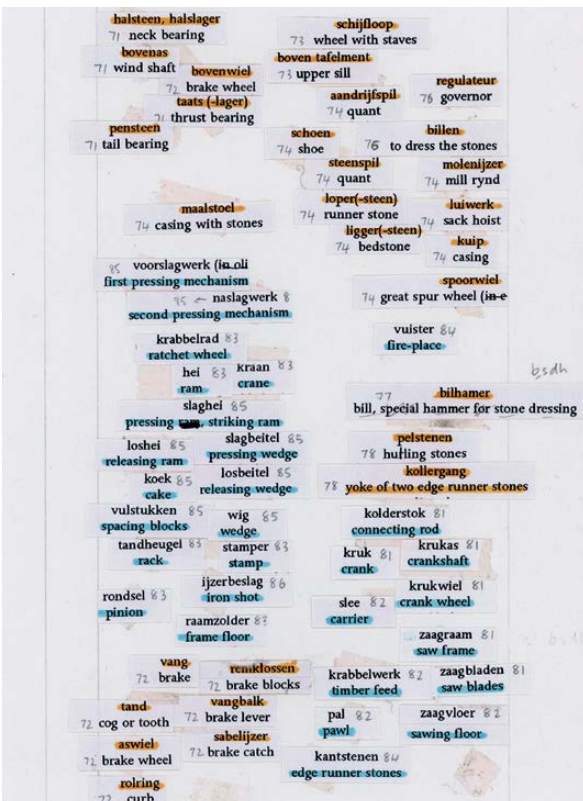 halsteen, halslager
71 neck bearing
bovenas
71 wind shaft
bovenwiel
72 brake wheel
taats (-lager)
71 thrust bearing
pensteen
71 tail bearing
maalstoel
74 casing with stones
85 voorslagwerk (in oli
first pressing mechanism
85 naslagwerk 8
second pressing mechanism
krabbelrad 83
ratchet wheel
hei 83
ram
kraan 83
crane
slaghei 85
pressing ram, striking ram
loshei 85
releasing ram
slagbeitel 85
pressing wedge
koek 85
cake
losbeitel 85
releasing wedge
vulstukken 85
spacing blocks
wig 85
wedge
tandheugel 83
rack
stamper 83
stamp
ijzerbeslag 86
iron shot
rondsel 83
pinion
raamzolder 83
frame floor
vang
72 brake
remklossen
72 brake blocks
tand
72 cog or tooth
vangbalk
72 brake lever
aswiel
72 brake wheel
sabelijzer
72 brake catch
rolring
72 curb
schijfloop
73 wheel with staves
boven tafelment
73 upper sill
regulateur
76 governor
aandrijfspil
74 quant
schoen
74 shoe
billen
76 to dress the stones
steenspil
74 quant
molenijzer
74 mill rynd
loper(-steen)
74 runner stone
luiwerk
74 sack hoist
ligger(-steen)
74 bedstone
kuip
74 casing
spoorwiel
74 great spur wheel (in e
vuister 84
fire-place
bsdh
77 bilhamer
bill, special hammer for stone dressing
pelstenen
78 hulling stones
kollergang
78 yoke of two edge runner stones
kolderstok 81
connecting rod
kruk 81
crank
krukas 81
crankshaft
krukwiel 81
crank wheel
slee 82
carrier
zaagraam 81
saw frame
krabbelwerk 82
timber feed
zaagbladen 81
saw blades
pal 82
pawl
zaagvloer 82
sawing floor
kantstenen 84
edge runner stones